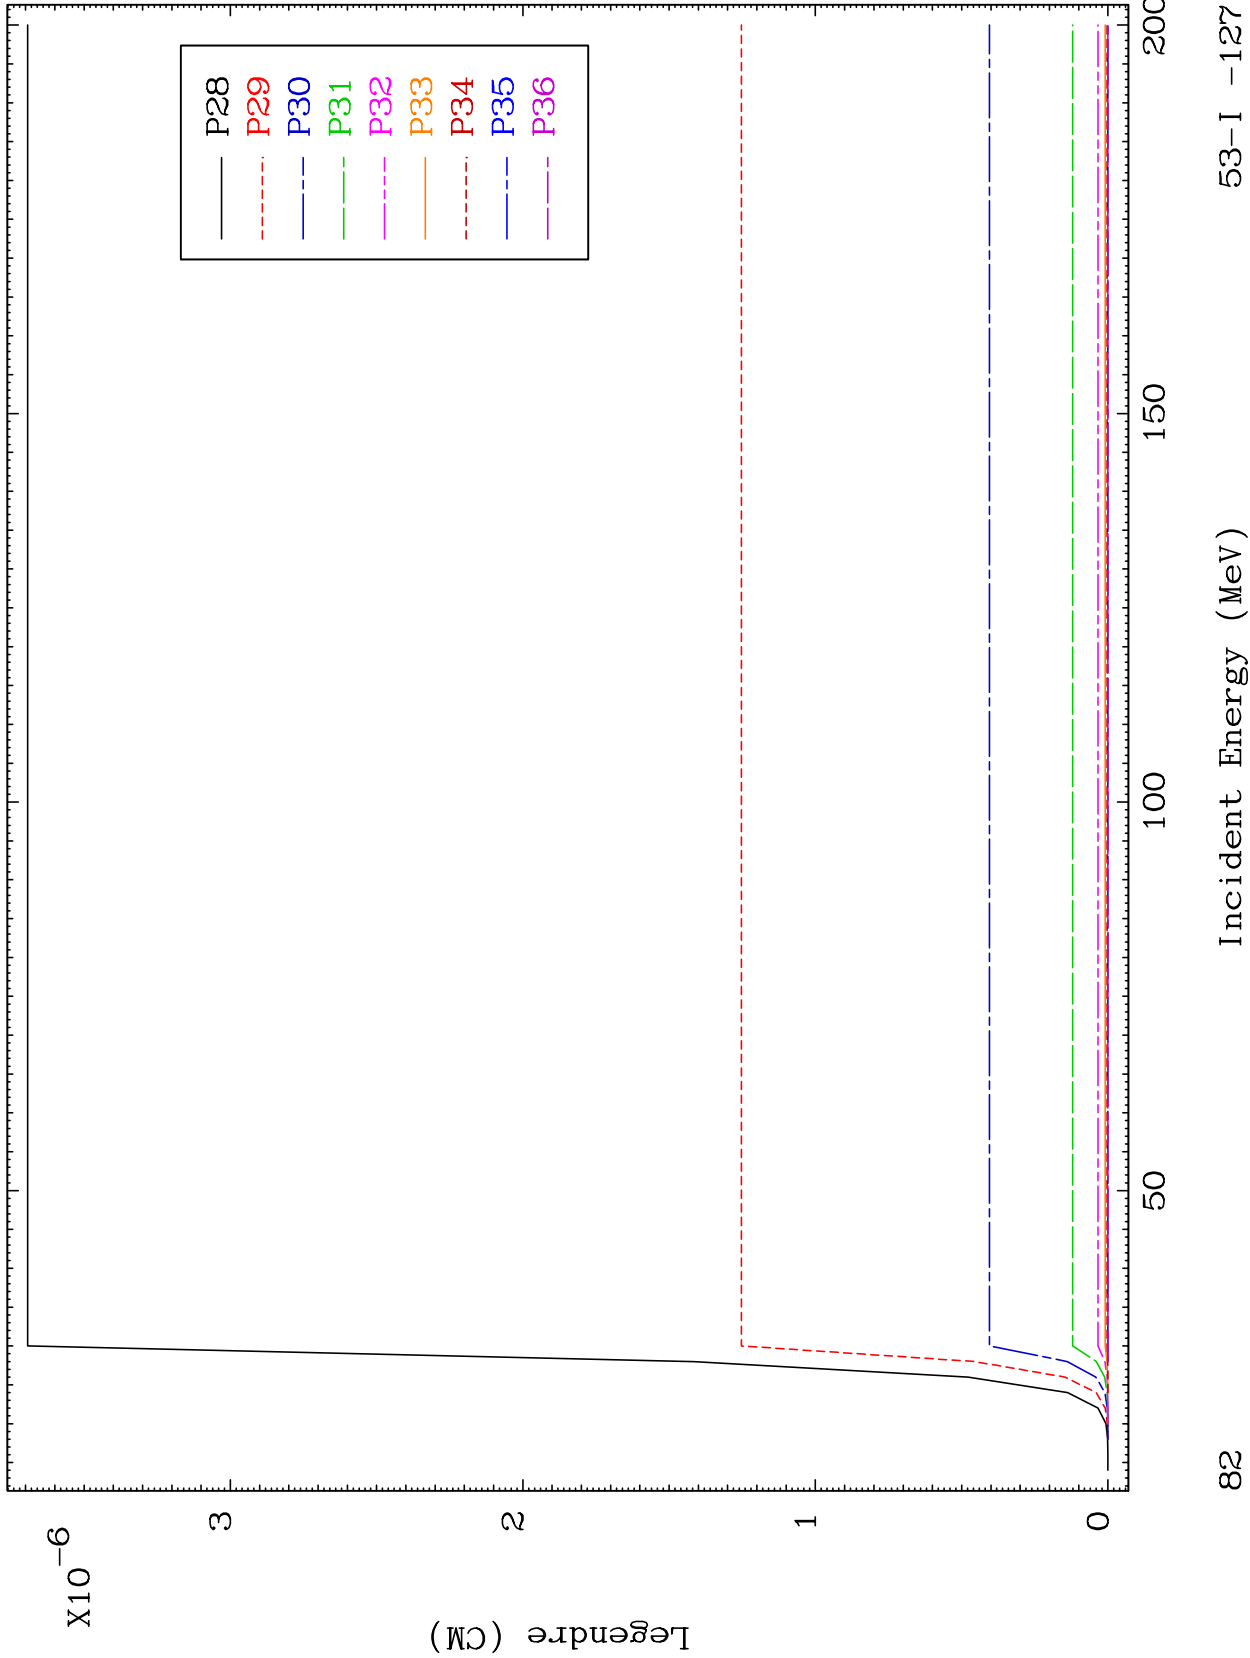 X10-6
Legendre (CM)
3
2
1
0
P28
P29
P30
P31
P32
P33
P34
P35
P36
50
100
150
200
Incident Energy (MeV)
82
53-I -127